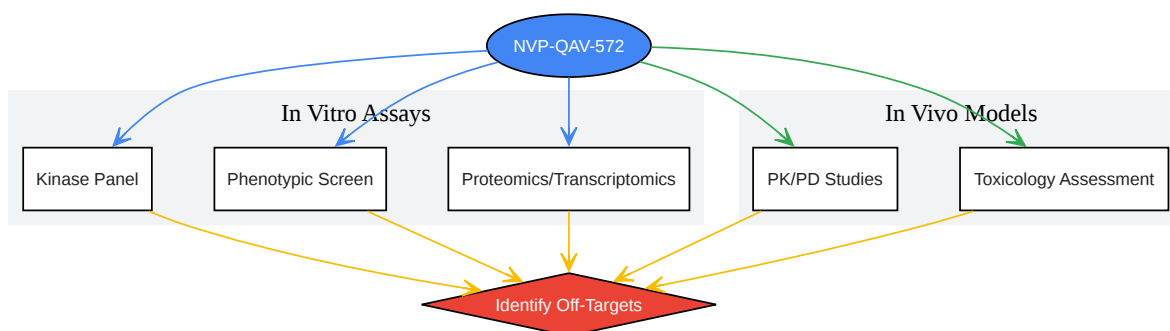 NVP-QAV-572
In Vitro Assays
In Vivo Models
Kinase Panel
Phenotypic Screen
Proteomics/Transcriptomics
PK/PD Studies
Toxicology Assessment
Identify Off-Targets